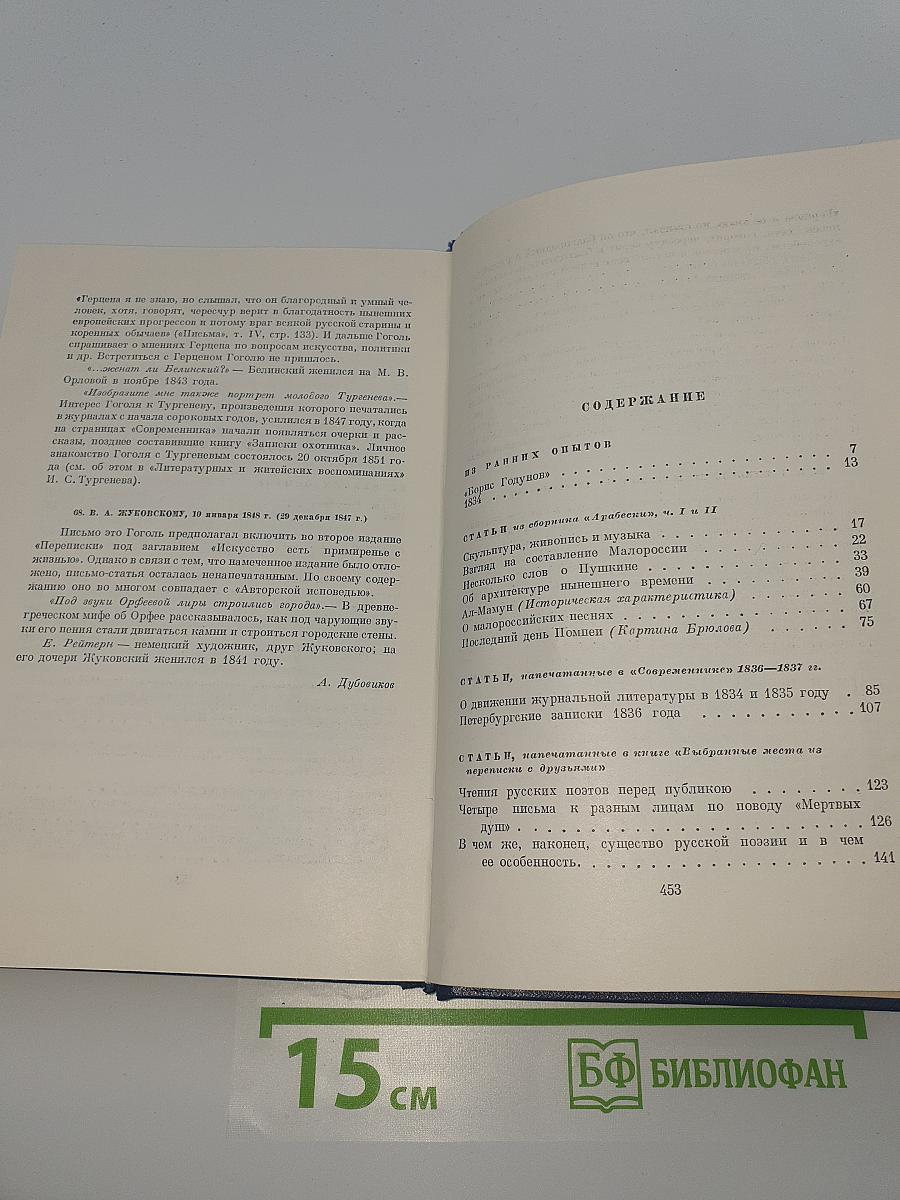 «Герцена я не знаю, но слышал, что он благородный и умный че-
ловек, хотя, говорят, чересчур верит в благодатность нынешних
европейских прогрессов и потому враг всякой русской старины и
коренных обычаев» («Письма», т. IV, стр. 133). И дальше Гоголь
спрашивает о мнениях Герцена по вопросам искусства, политики
и др. Встретиться с Герценом Гоголю не пришлось.
«...женат ли Белинский?» — Белинский женился на М. В.
Орловой в ноябре 1843 года.
«Изобразите мне также портрет молодого Тургенева».—
Интерес Гоголя к Тургеневу, произведения которого печатались
в журналах с начала сороковых годов, усилился в 1847 году, когда
на страницах «Современника» начали появляться очерки и рас-
сказы, позднее составившие книгу «Записки охотника». Личное
знакомство Гоголя с Тургеневым состоялось 20 октября 1851 го-
да (см. об этом в «Литературных и житейских воспоминаниях»
И. С. Тургенева).
68. В. А. ЖУКОВСКОМУ, 10 января 1848 г. (29 декабря 1847 г.)
Письмо это Гоголь предполагал включить во второе издание
«Переписки» под заглавием «Искусство есть примиренье с
жизнью». Однако в связи с тем, что намеченное издание было отло-
жено, письмо-статья осталась ненапечатанным. По своему содер-
жанию оно во многом совпадает с «Авторской исповедью».
«Под звуки Орфеевой лиры строились города».— В древне-
греческом мифе об Орфее рассказывалось, как под чарующие зву-
ки его пения стали двигаться камни и строиться городские стены.
Е. Рейтерн — немецкий художник, друг Жуковского; на
его дочери Жуковский женился в 1841 году.
А. Дубовиков
СОДЕРЖАНИЕ
ИЗ РАННИХ ОПЫТОВ
«Борис Годунов» . . . . . . . . . . . . . . . 7
1834 . . . . . . . . . . . . . . . . . . . 13
СТАТЬИ из сборника «Арабески», ч. I и II
Скульптура, живопись и музыка . . . . . . . . . 17
Взгляд на составление Малороссии . . . . . . . 22
Несколько слов о Пушкине . . . . . . . . . . 33
Об архитектуре нынешнего времени . . . . . . . 39
Ал-Мамун (Историческая характеристика) . . . . . 60
О малороссийских песнях . . . . . . . . . . . 67
Последний день Помпеи (Картина Брюлова) . . . . . 75
СТАТЬИ, напечатанные в «Современнике» 1836—1837 гг.
О движении журнальной литературы в 1834 и 1835 году . 85
Петербургские записки 1836 года . . . . . . . . . . 107
СТАТЬИ, напечатанные в книге «Выбранные места из
переписки с друзьями»
Чтения русских поэтов перед публикою . . . . . . . 123
Четыре письма к разным лицам по поводу «Мертвых
душ» . . . . . . . . . . . . . . . . . . 126
В чем же, наконец, существо русской поэзии и в чем
ее особенность. . . . . . . . . . . . . . . . 141
453
15 см
БФ БИБЛИОФАН